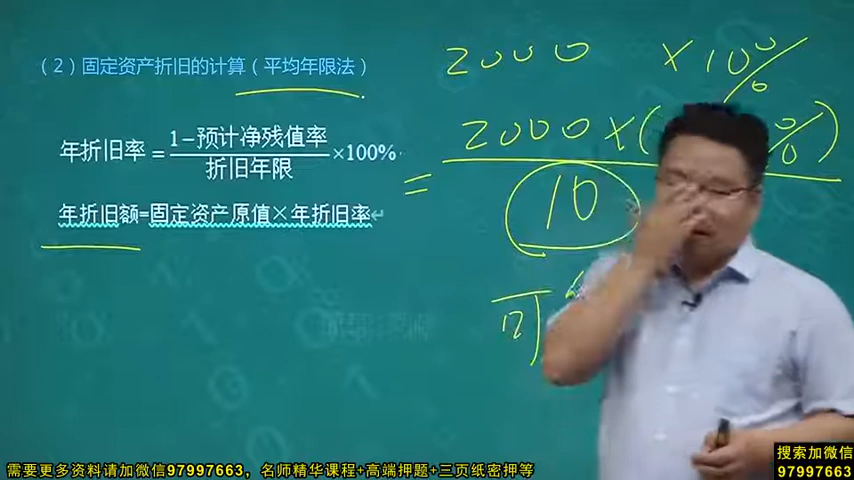 （2）固定资产折旧的计算（平均年限法）
年折旧率=1-预计净残值率/折旧年限×100%
年折旧额=固定资产原值×年折旧率
2000 ×10%
=2000×( %)
10
12
需要更多资料请加微信97997663，名师精华课程+高端押题+三页纸密押等
搜索加微信
97997663